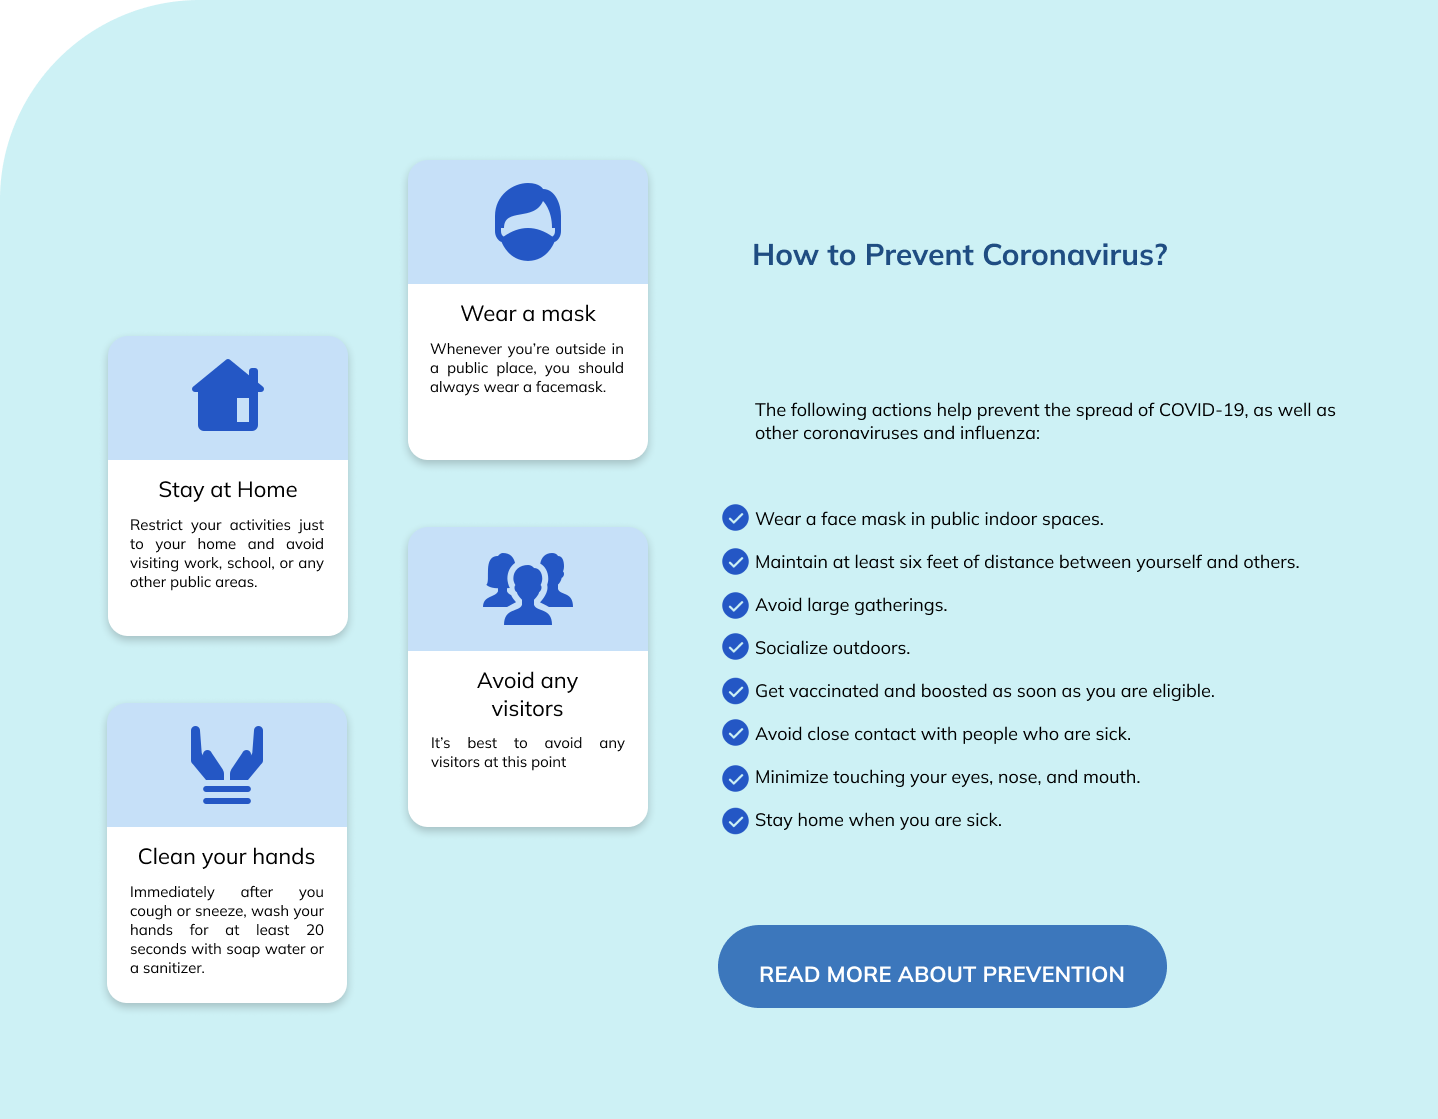 Wear a mask
Whenever you're outside in
a public place, you should
always wear a facemask.
Stay at Home
Restrict your activities just
to your home and avoid
visiting work, school, or any
other public areas.
Avoid any
visitors
It's best to avoid any
visitors at this point
Clean your hands
Immediately after you
cough or sneeze, wash your
hands for at least 20
seconds with soap water or
a sanitizer.
How to Prevent Coronavirus?
The following actions help prevent the spread of COVID-19, as well as
other coronaviruses and influenza:
Wear a face mask in public indoor spaces.
Maintain at least six feet of distance between yourself and others.
Avoid large gatherings.
Socialize outdoors.
Get vaccinated and boosted as soon as you are eligible.
Avoid close contact with people who are sick.
Minimize touching your eyes, nose, and mouth.
Stay home when you are sick.
READ MORE ABOUT PREVENTION